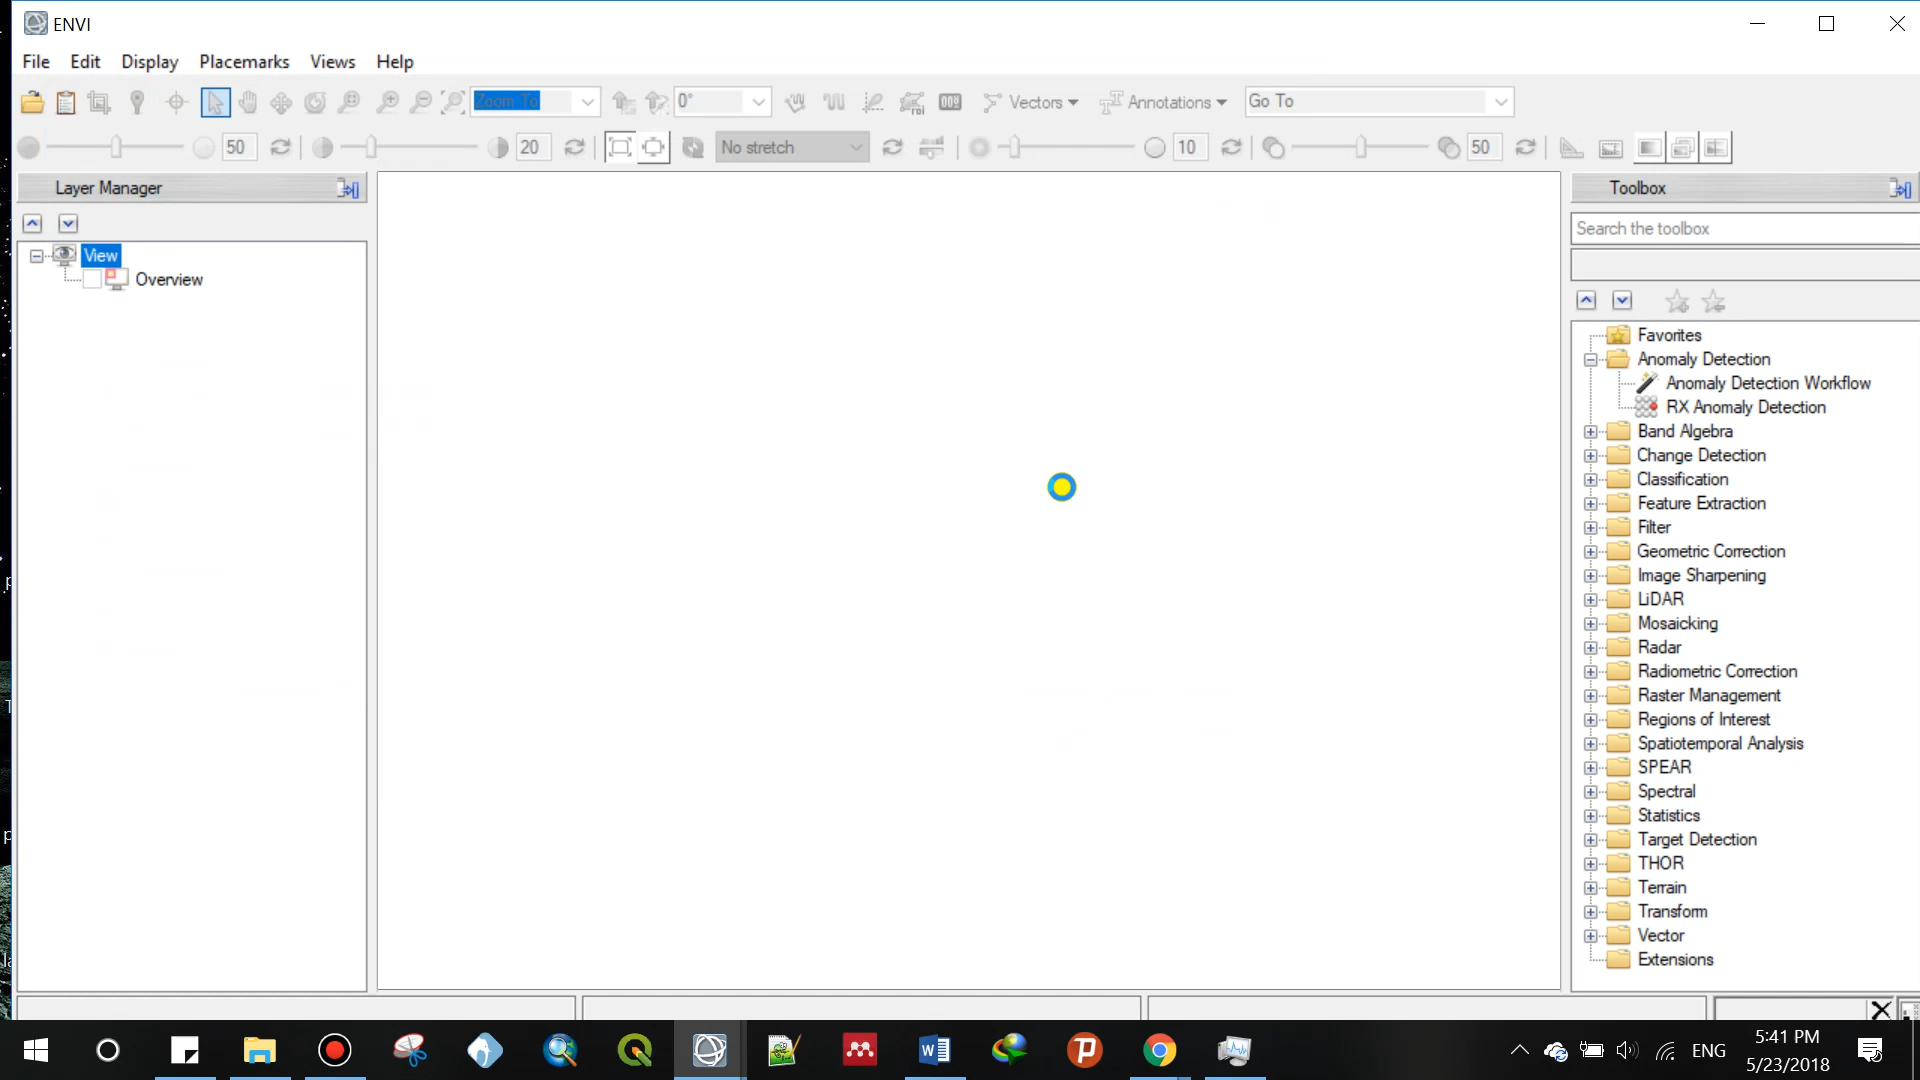 ENVI
File Edit Display Placemarks Views Help
Zoom To 0° 009 Vectors Annotations Go To
50 20 No stretch 10 50
Layer Manager
View
Overview
Toolbox
Search the toolbox
Favorites
Anomaly Detection
Anomaly Detection Workflow
RX Anomaly Detection
Band Algebra
Change Detection
Classification
Feature Extraction
Filter
Geometric Correction
Image Sharpening
LiDAR
Mosaicking
Radar
Radiometric Correction
Raster Management
Regions of Interest
Spatiotemporal Analysis
SPEAR
Spectral
Statistics
Target Detection
THOR
Terrain
Transform
Vector
Extensions
ENG
5:41 PM
5/23/2018